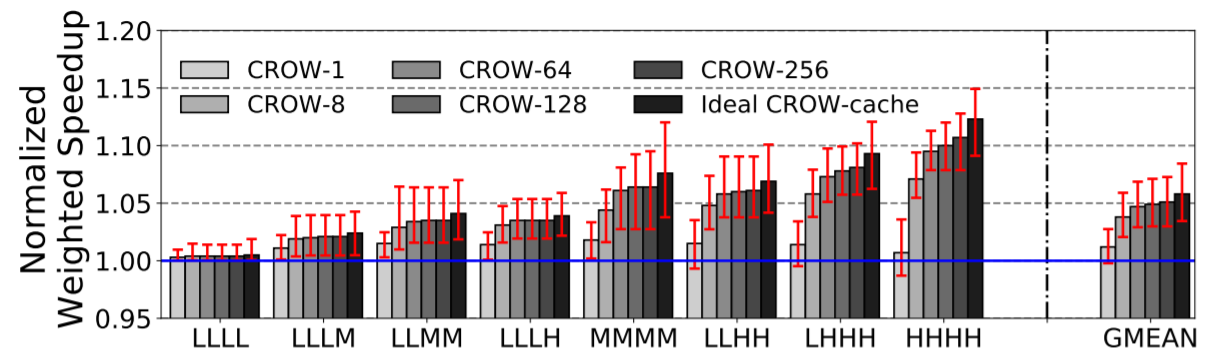 Normalized
Weighted Speedup
1.20
1.15
1.10
1.05
1.00
0.95
CROW-1 CROW-64 CROW-256
CROW-8 CROW-128 Ideal CROW-cache
LLLL LLLM LLMM LLLH MMMM LLHH LHHH HHHH GMEAN